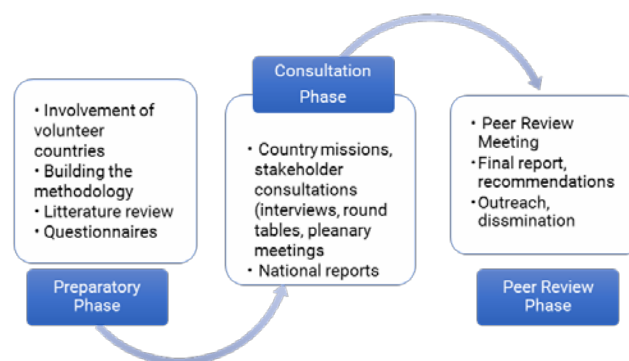 • Involvement of
volunteer
countries
• Building the
methodology
• Litterature review
• Questionnaires
Preparatory
Phase
Consultation
Phase
• Country missions,
stakeholder
consultations
(interviews, round
tables, pleanary
meetings
• National reports
• Peer Review
Meeting
•Final report,
recommendations
•Outreach,
dissmination
Peer Review
Phase